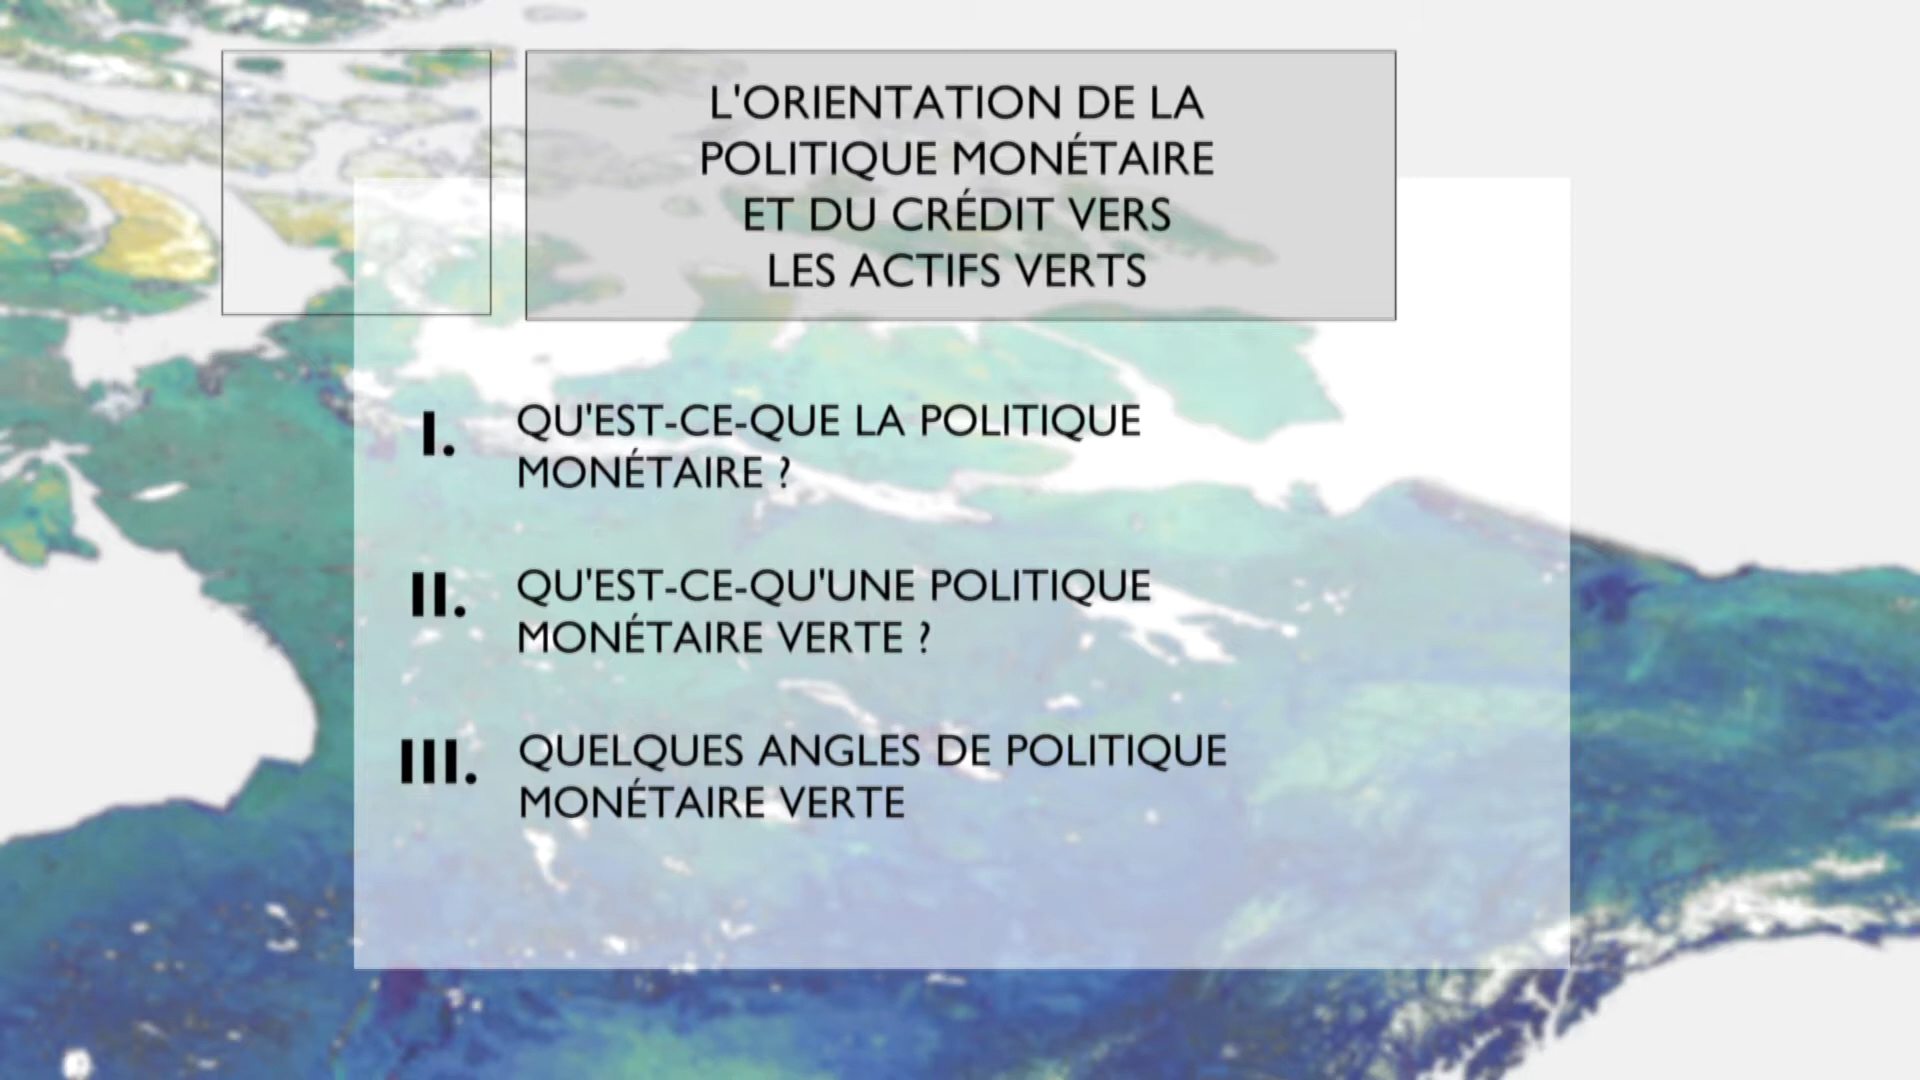 L'ORIENTATION DE LA
POLITIQUE MONÉTAIRE
ET DU CRÉDIT VERS
LES ACTIFS VERTS
I. QU'EST-CE-QUE LA POLITIQUE
MONÉTAIRE ?
II. QU'EST-CE-QU'UNE POLITIQUE
MONÉTAIRE VERTE ?
III. QUELQUES ANGLES DE POLITIQUE
MONÉTAIRE VERTE